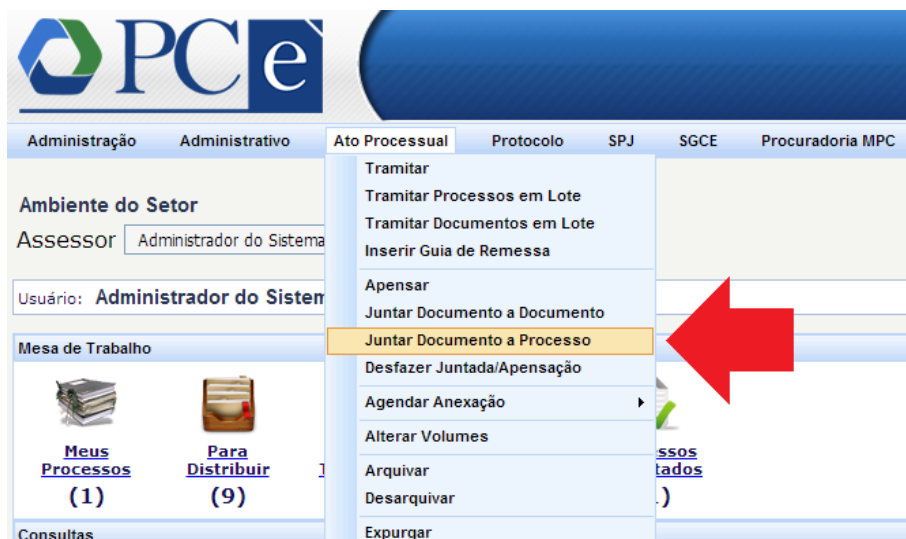 PCe
Administração Administrativo Ato Processual Protocolo SPJ SGCE Procuradoria MPC
Tramitar
Tramitar Processos em Lote
Tramitar Documentos em Lote
Inserir Guia de Remessa
Apensar
Juntar Documento a Documento
Juntar Documento a Processo
Desfazer Juntada/Apensação
Agendar Anexação
Alterar Volumes
Arquivar
Desarquivar
Expurgar
Ambiente do Setor
Assessor Administrador do Sistema
Usuário: Administrador do
Mesa de Trabalho
Meus
Processos
(1)
Para
Distribuir
(9)
Consultas